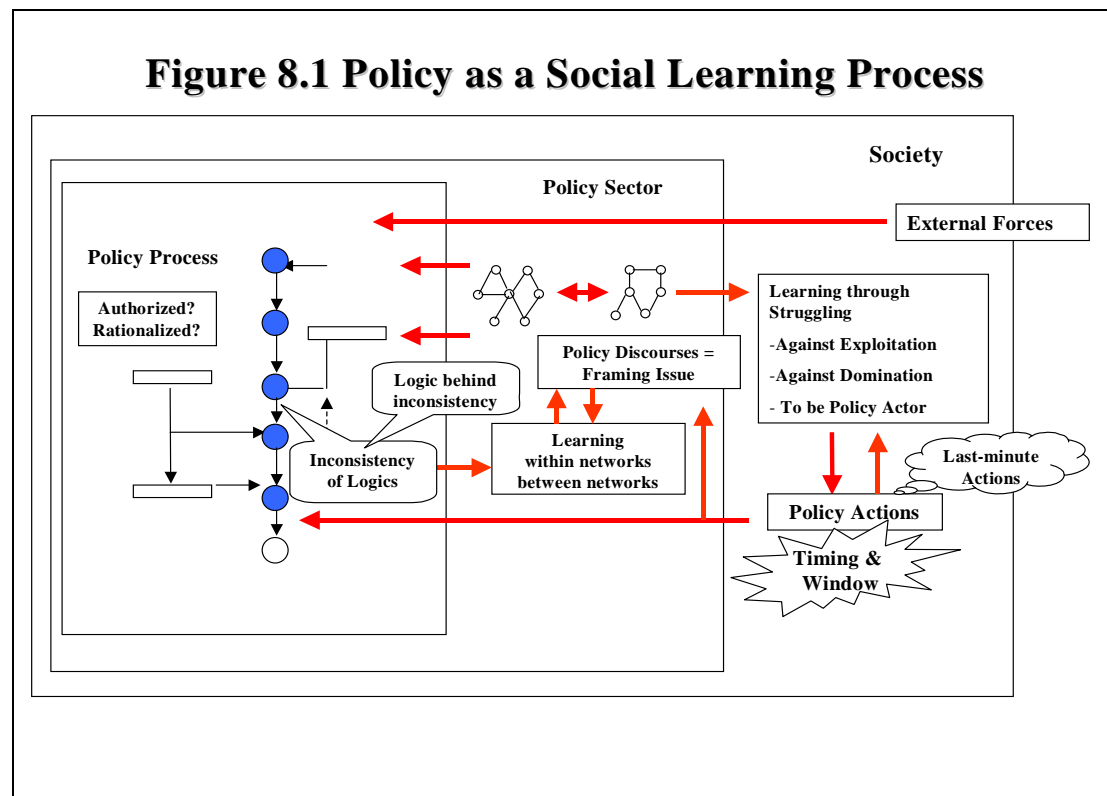 Figure 8.1 Policy as a Social Learning Process
Society
Policy Sector
External Forces
Policy Process
Authorized?
Rationalized?
Learning through
Struggling
-Against Exploitation
-Against Domination
- To be Policy Actor
Policy Discourses =
Framing Issue
Logic behind
inconsistency
Learning
within networks
between networks
Inconsistency
of Logics
Last-minute
Actions
Policy Actions
Timing &
Window